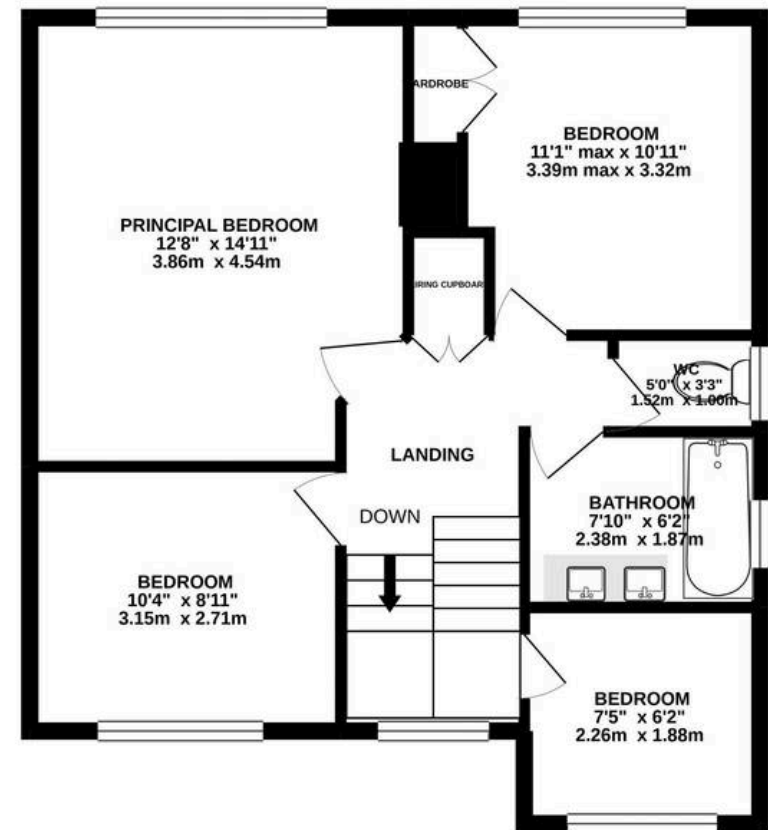 ARDROBE
BEDROOM
11'1" max x 10'11"
3.39m max x 3.32m
PRINCIPAL BEDROOM
12'8" x 14'11"
3.86m x 4.54m
IRING CUPBOAR
WC
5'0" x 3'3"
1.52m x 1.00m
LANDING
DOWN
BATHROOM
7'10" x 6'2"
2.38m x 1.87m
BEDROOM
10'4" x 8'11"
3.15m x 2.71m
BEDROOM
7'5" x 6'2"
2.26m x 1.88m